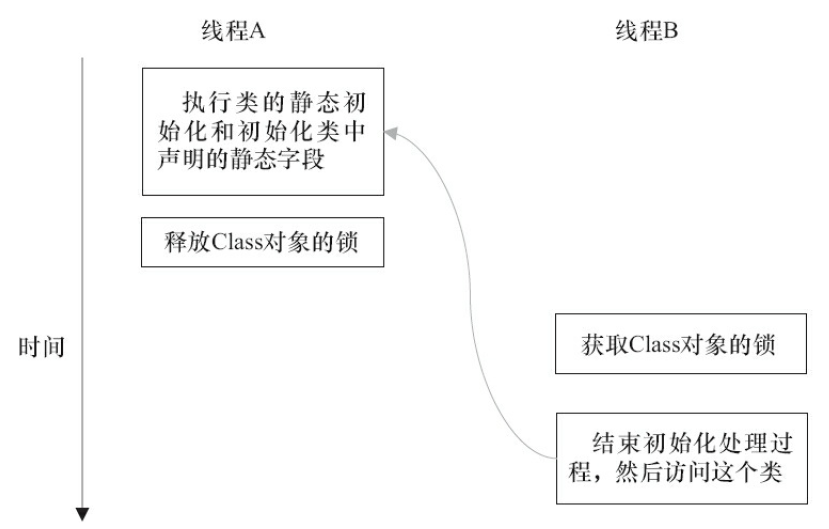 线程A
线程B
执行类的静态初
始化和初始化类中
声明的静态字段
释放Class对象的锁
时间
获取Class对象的锁
结束初始化处理过
程，然后访问这个类